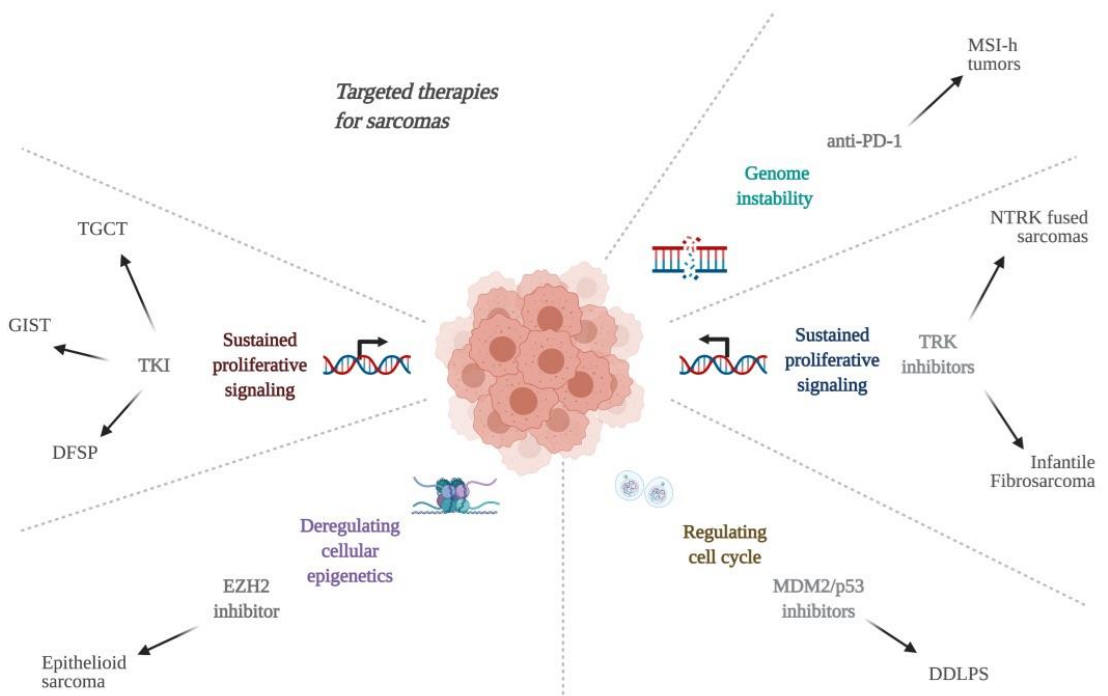 Targeted therapies
for sarcomas
MSI-h
tumors
anti-PD-1
Genome
instability
NTRK fused
sarcomas
TRK
inhibitors
Sustained
proliferative
signaling
Infantile
Fibrosarcoma
TGCT
GIST
TKI
DFSP
Sustained
proliferative
signaling
Deregulating
cellular
epigenetics
EZH2
inhibitor
Epithelioid
sarcoma
Regulating
cell cycle
MDM2/p53
inhibitors
DDLPS